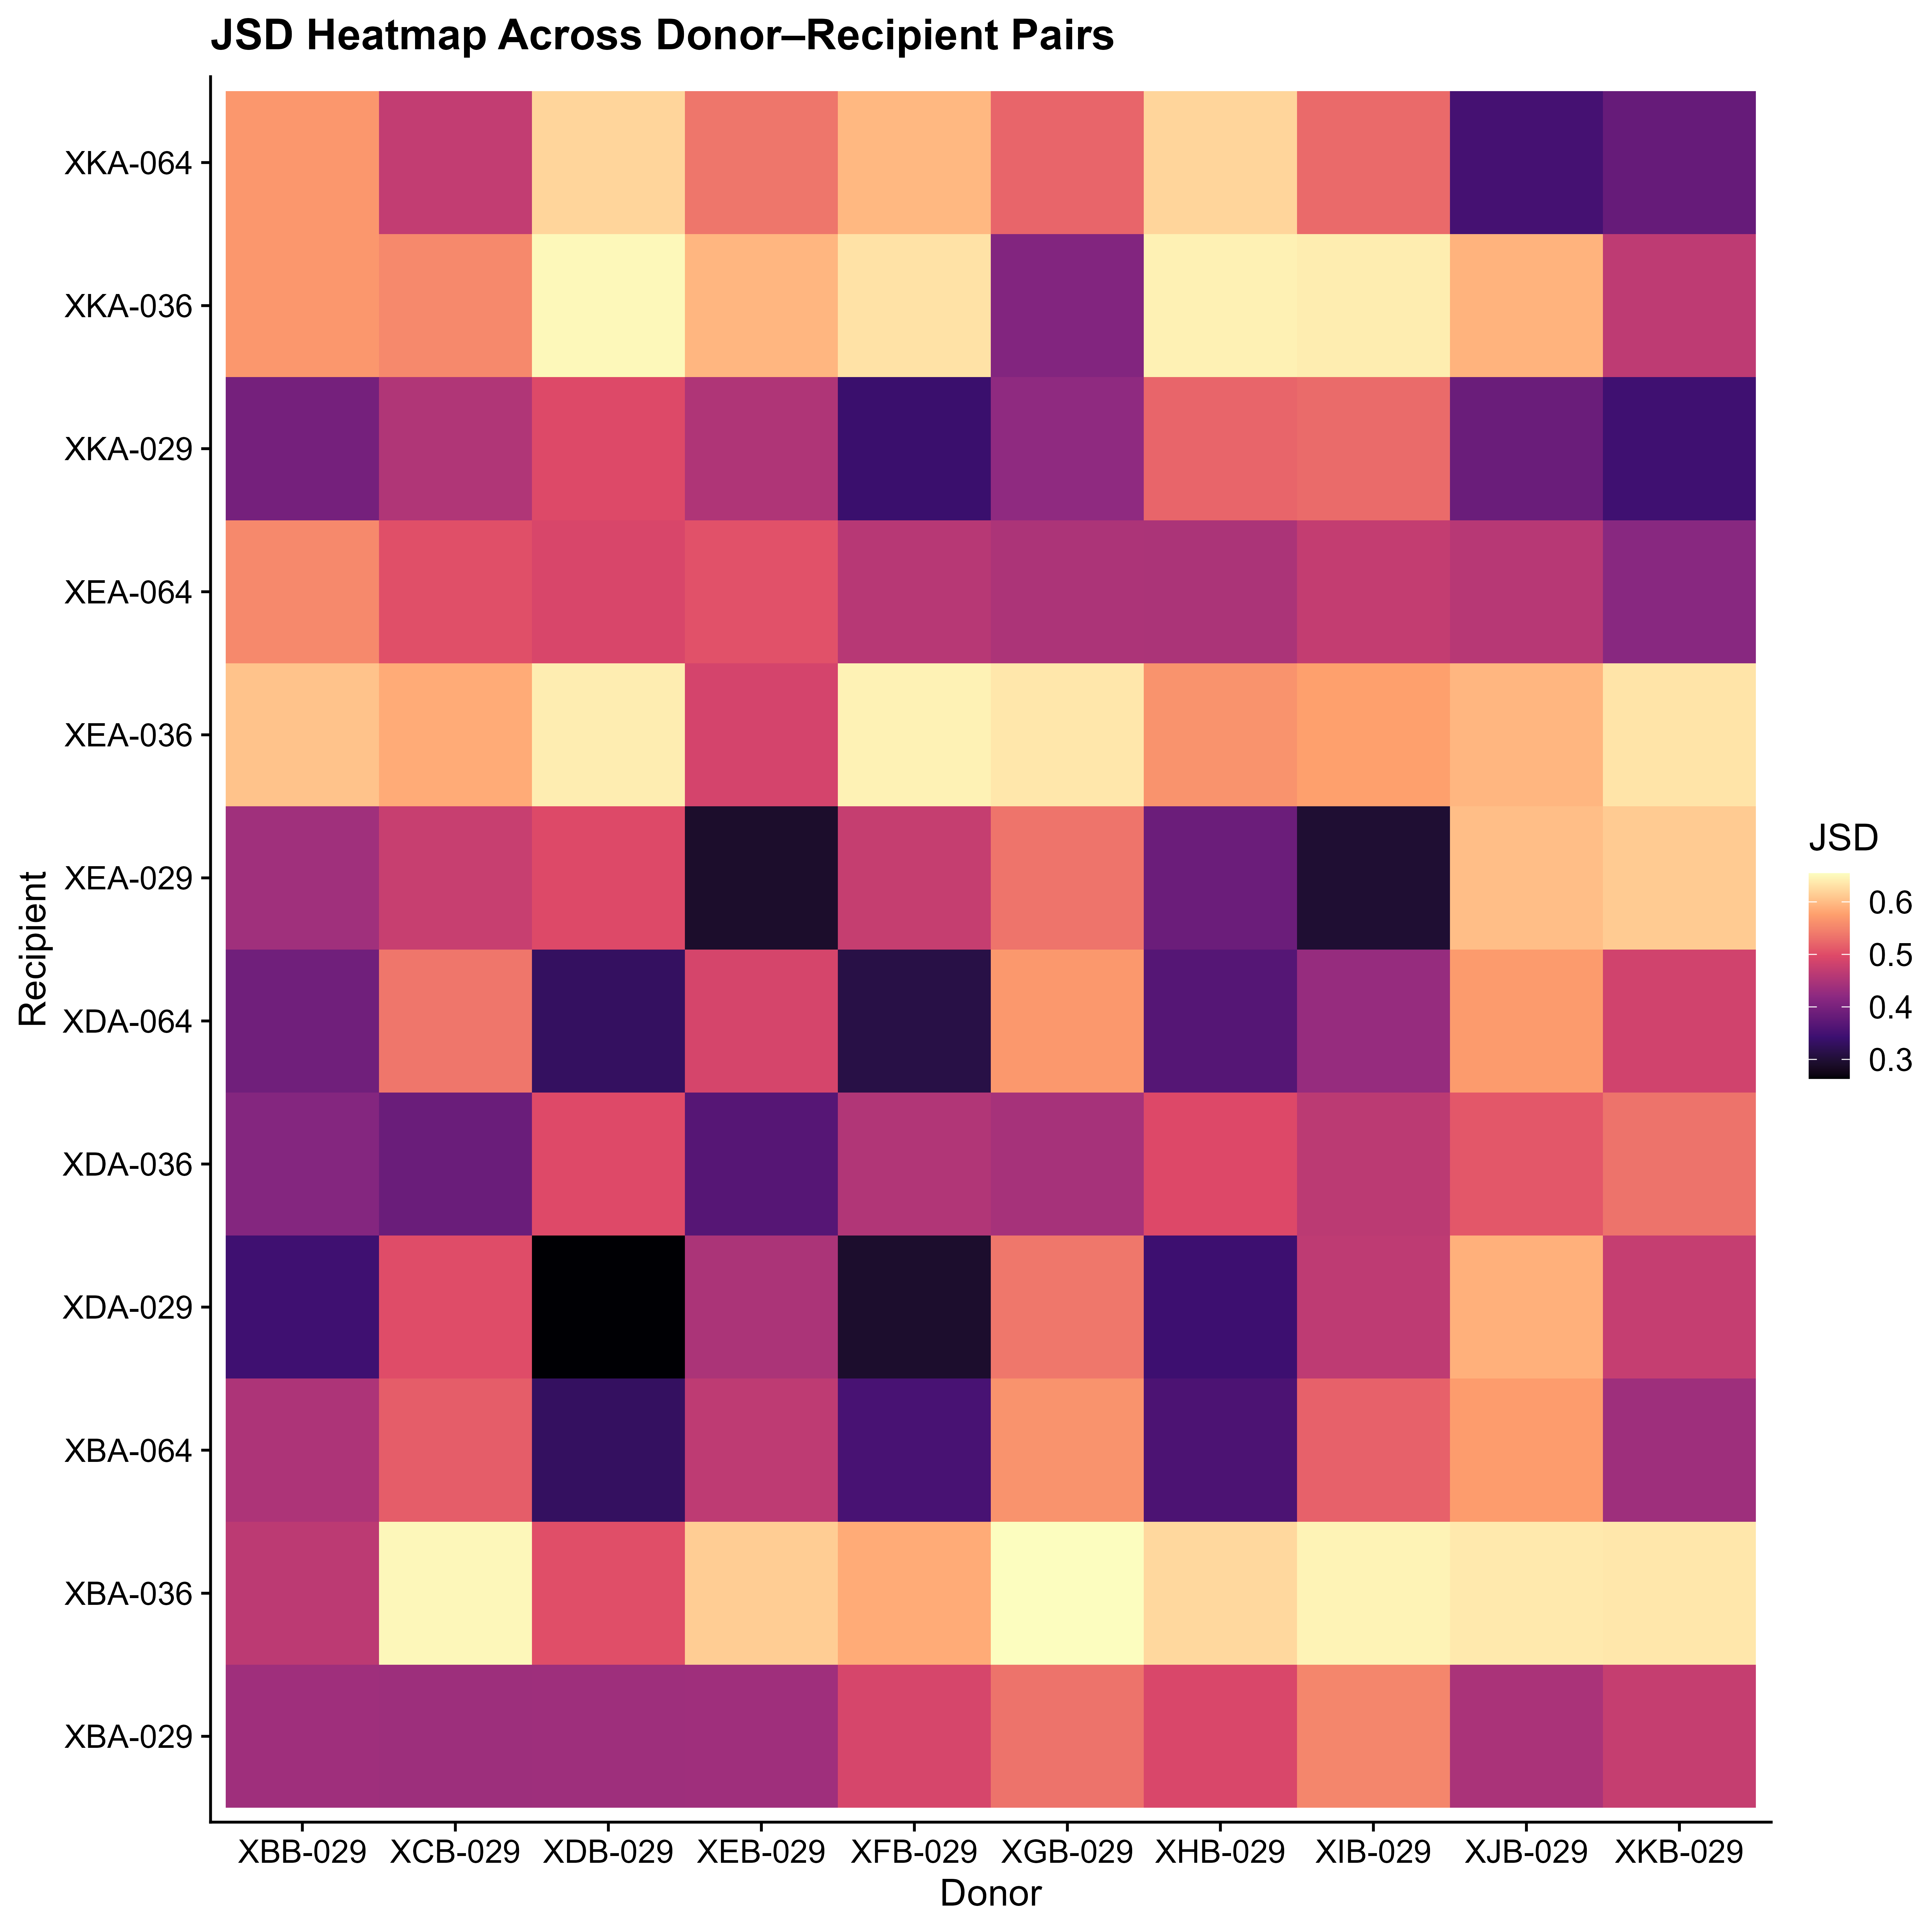 JSD Heatmap Across Donor–Recipient Pairs
Recipient
XKA-064
XKA-036
XKA-029
XEA-064
XEA-036
XEA-029
XDA-064
XDA-036
XDA-029
XBA-064
XBA-036
XBA-029
XBB-029 XCB-029 XDB-029 XEB-029 XFB-029 XGB-029 XHB-029 XIB-029 XJB-029 XKB-029
Donor
JSD
0.6
0.5
0.4
0.3